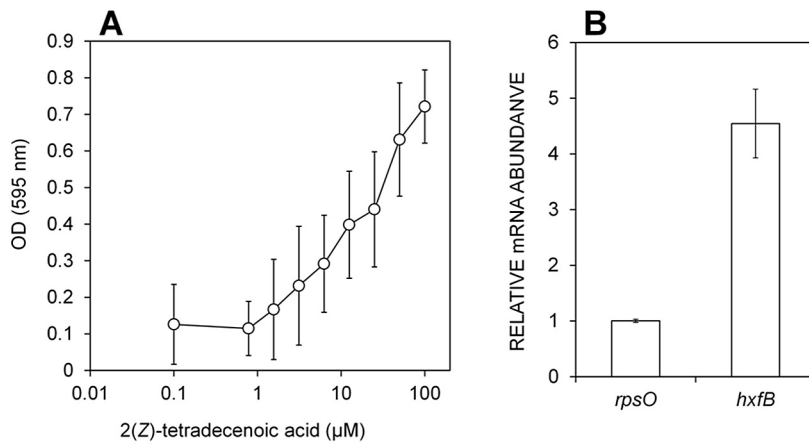 A
0.9
0.8
0.7
0.6
0.5
0.4
0.3
0.2
0.1
0
OD (595 nm)
0.01 0.1 1 10 100
2(Z)-tetradecenoic acid (µM)
B
6
5
4
3
2
1
0
RELATIVE mRNA ABUNDANVE
rpsO hxfB